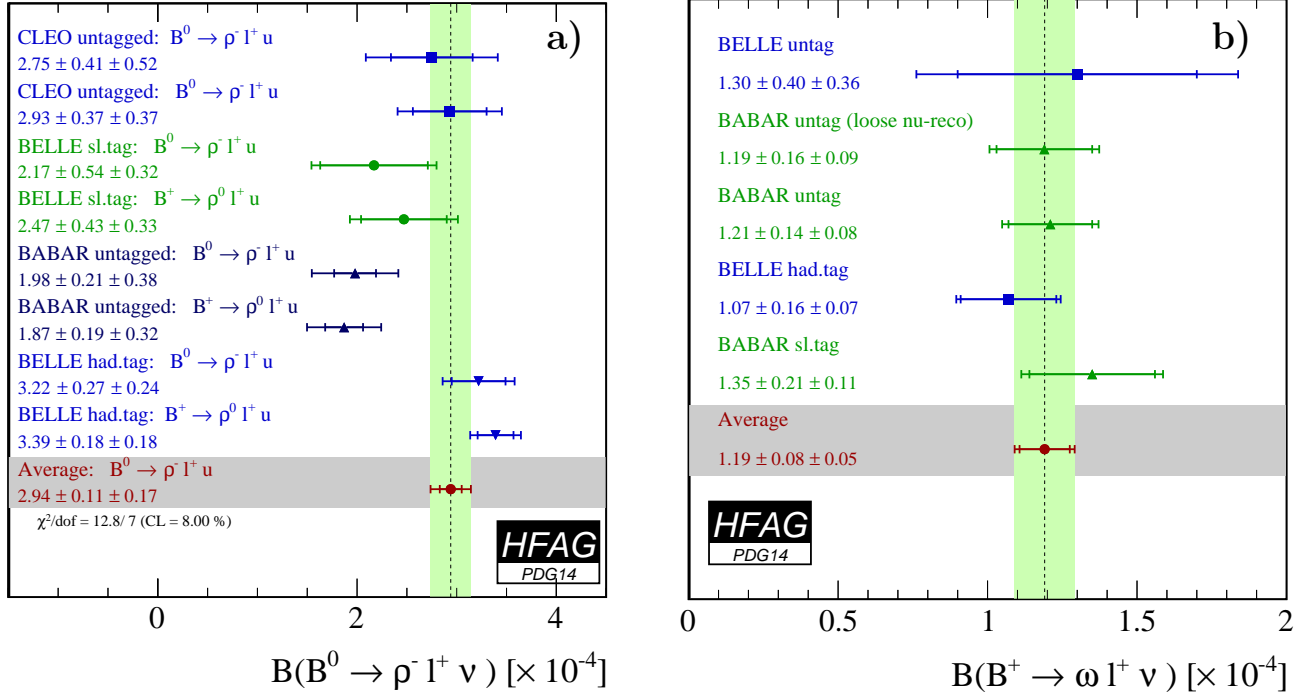 a)
CLEO untagged: B⁰ → ρ⁻ l⁺ υ
2.75 ± 0.41 ± 0.52
CLEO untagged: B⁰ → ρ⁻ l⁺ υ
2.93 ± 0.37 ± 0.37
BELLE sl.tag: B⁰ → ρ⁻ l⁺ υ
2.17 ± 0.54 ± 0.32
BELLE sl.tag: B⁺ → ρ⁰ l⁺ υ
2.47 ± 0.43 ± 0.33
BABAR untagged: B⁰ → ρ⁻ l⁺ υ
1.98 ± 0.21 ± 0.38
BABAR untagged: B⁺ → ρ⁰ l⁺ υ
1.87 ± 0.19 ± 0.32
BELLE had.tag: B⁰ → ρ⁻ l⁺ υ
3.22 ± 0.27 ± 0.24
BELLE had.tag: B⁺ → ρ⁰ l⁺ υ
3.39 ± 0.18 ± 0.18
Average: B⁰ → ρ⁻ l⁺ υ
2.94 ± 0.11 ± 0.17
χ²/dof = 12.8/ 7 (CL = 8.00 %)
HFAG
PDG14
0 2 4
B(B⁰ → ρ⁻ l⁺ ν ) [× 10⁻⁴]
b)
BELLE untag
1.30 ± 0.40 ± 0.36
BABAR untag (loose nu-reco)
1.19 ± 0.16 ± 0.09
BABAR untag
1.21 ± 0.14 ± 0.08
BELLE had.tag
1.07 ± 0.16 ± 0.07
BABAR sl.tag
1.35 ± 0.21 ± 0.11
Average
1.19 ± 0.08 ± 0.05
HFAG
PDG14
0 0.5 1 1.5 2
B(B⁺ → ω l⁺ ν ) [× 10⁻⁴]